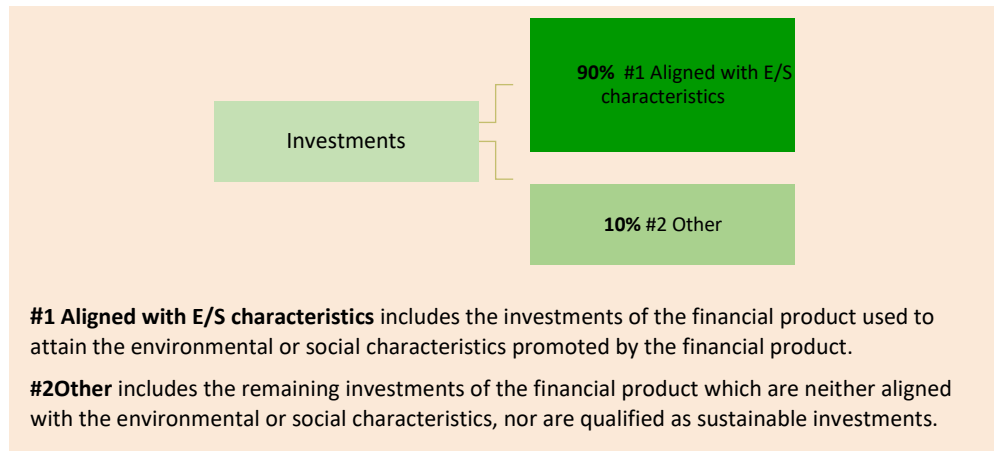 90% #1 Aligned with E/S
characteristics
Investments
10% #2 Other
#1 Aligned with E/S characteristics includes the investments of the financial product used to
attain the environmental or social characteristics promoted by the financial product.
#2Other includes the remaining investments of the financial product which are neither aligned
with the environmental or social characteristics, nor are qualified as sustainable investments.